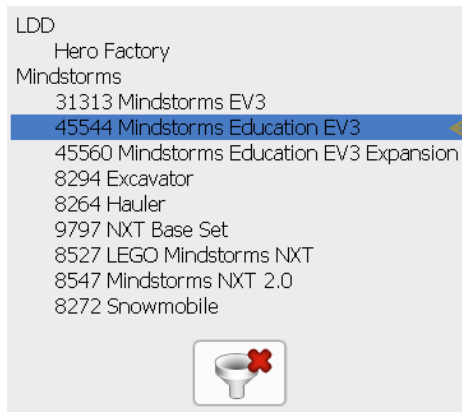 LDD
Hero Factory
Mindstorms
31313 Mindstorms EV3
45544 Mindstorms Education EV3
45560 Mindstorms Education EV3 Expansion
8294 Excavator
8264 Hauler
9797 NXT Base Set
8527 LEGO Mindstorms NXT
8547 Mindstorms NXT 2.0
8272 Snowmobile